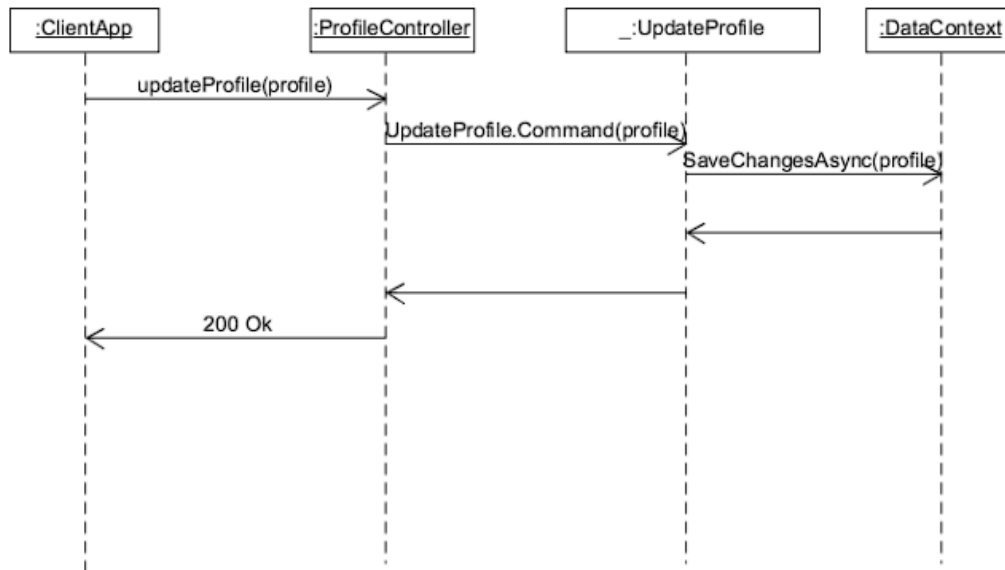 :ClientApp
:ProfileController
_:UpdateProfile
:DataContext
updateProfile(profile)
UpdateProfile.Command(profile)
SaveChangesAsync(profile)
200 Ok